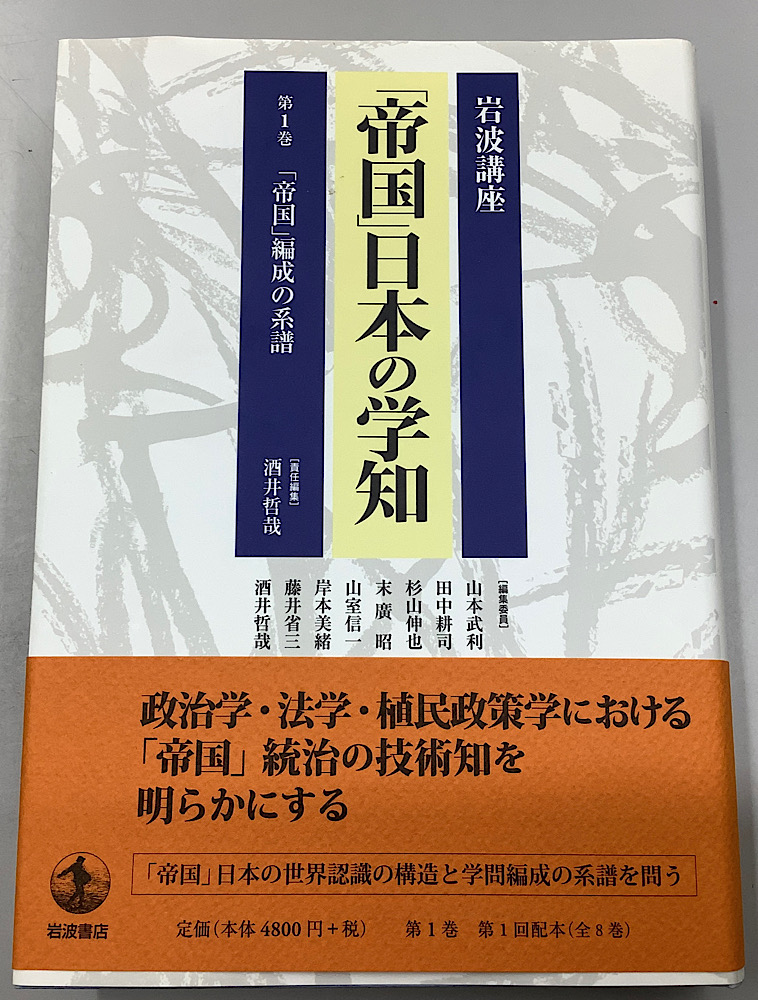 岩波講座
「帝国」日本の学知
第1巻 「帝国」編成の系譜
［責任編集］
酒井哲哉
［編集委員］
山本武利
田中耕司
杉山伸也
末廣 昭
山室信一
岸本美緒
藤井省三
酒井哲哉
政治学・法学・植民政策学における
「帝国」統治の技術知を
明らかにする
「帝国」日本の世界認識の構造と学問編成の系譜を問う
岩波書店
定価（本体4800円＋税） 第1巻 第1回配本（全8巻）